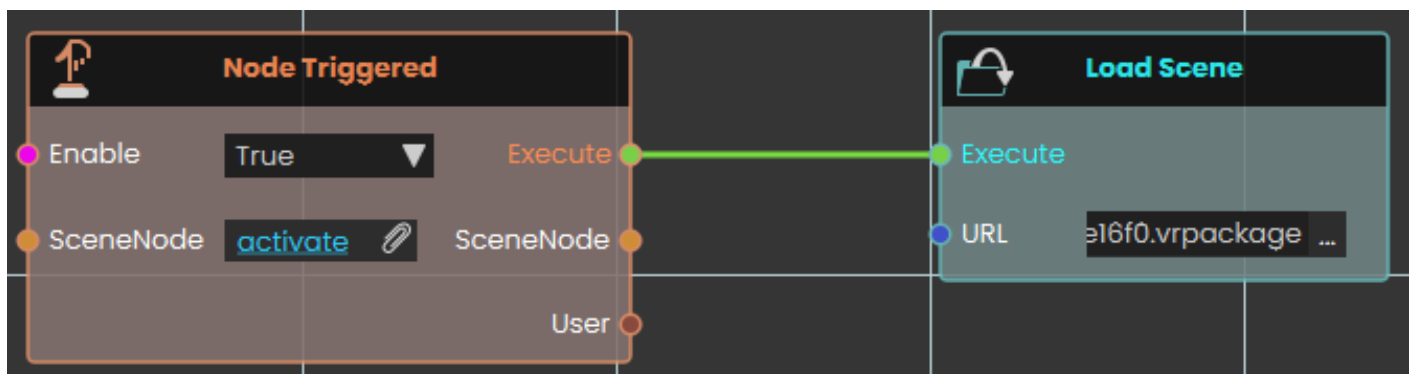 Node Triggered
Enable True Execute
SceneNode activate SceneNode
User
Load Scene
Execute
URL e16f0.vrpackage ...